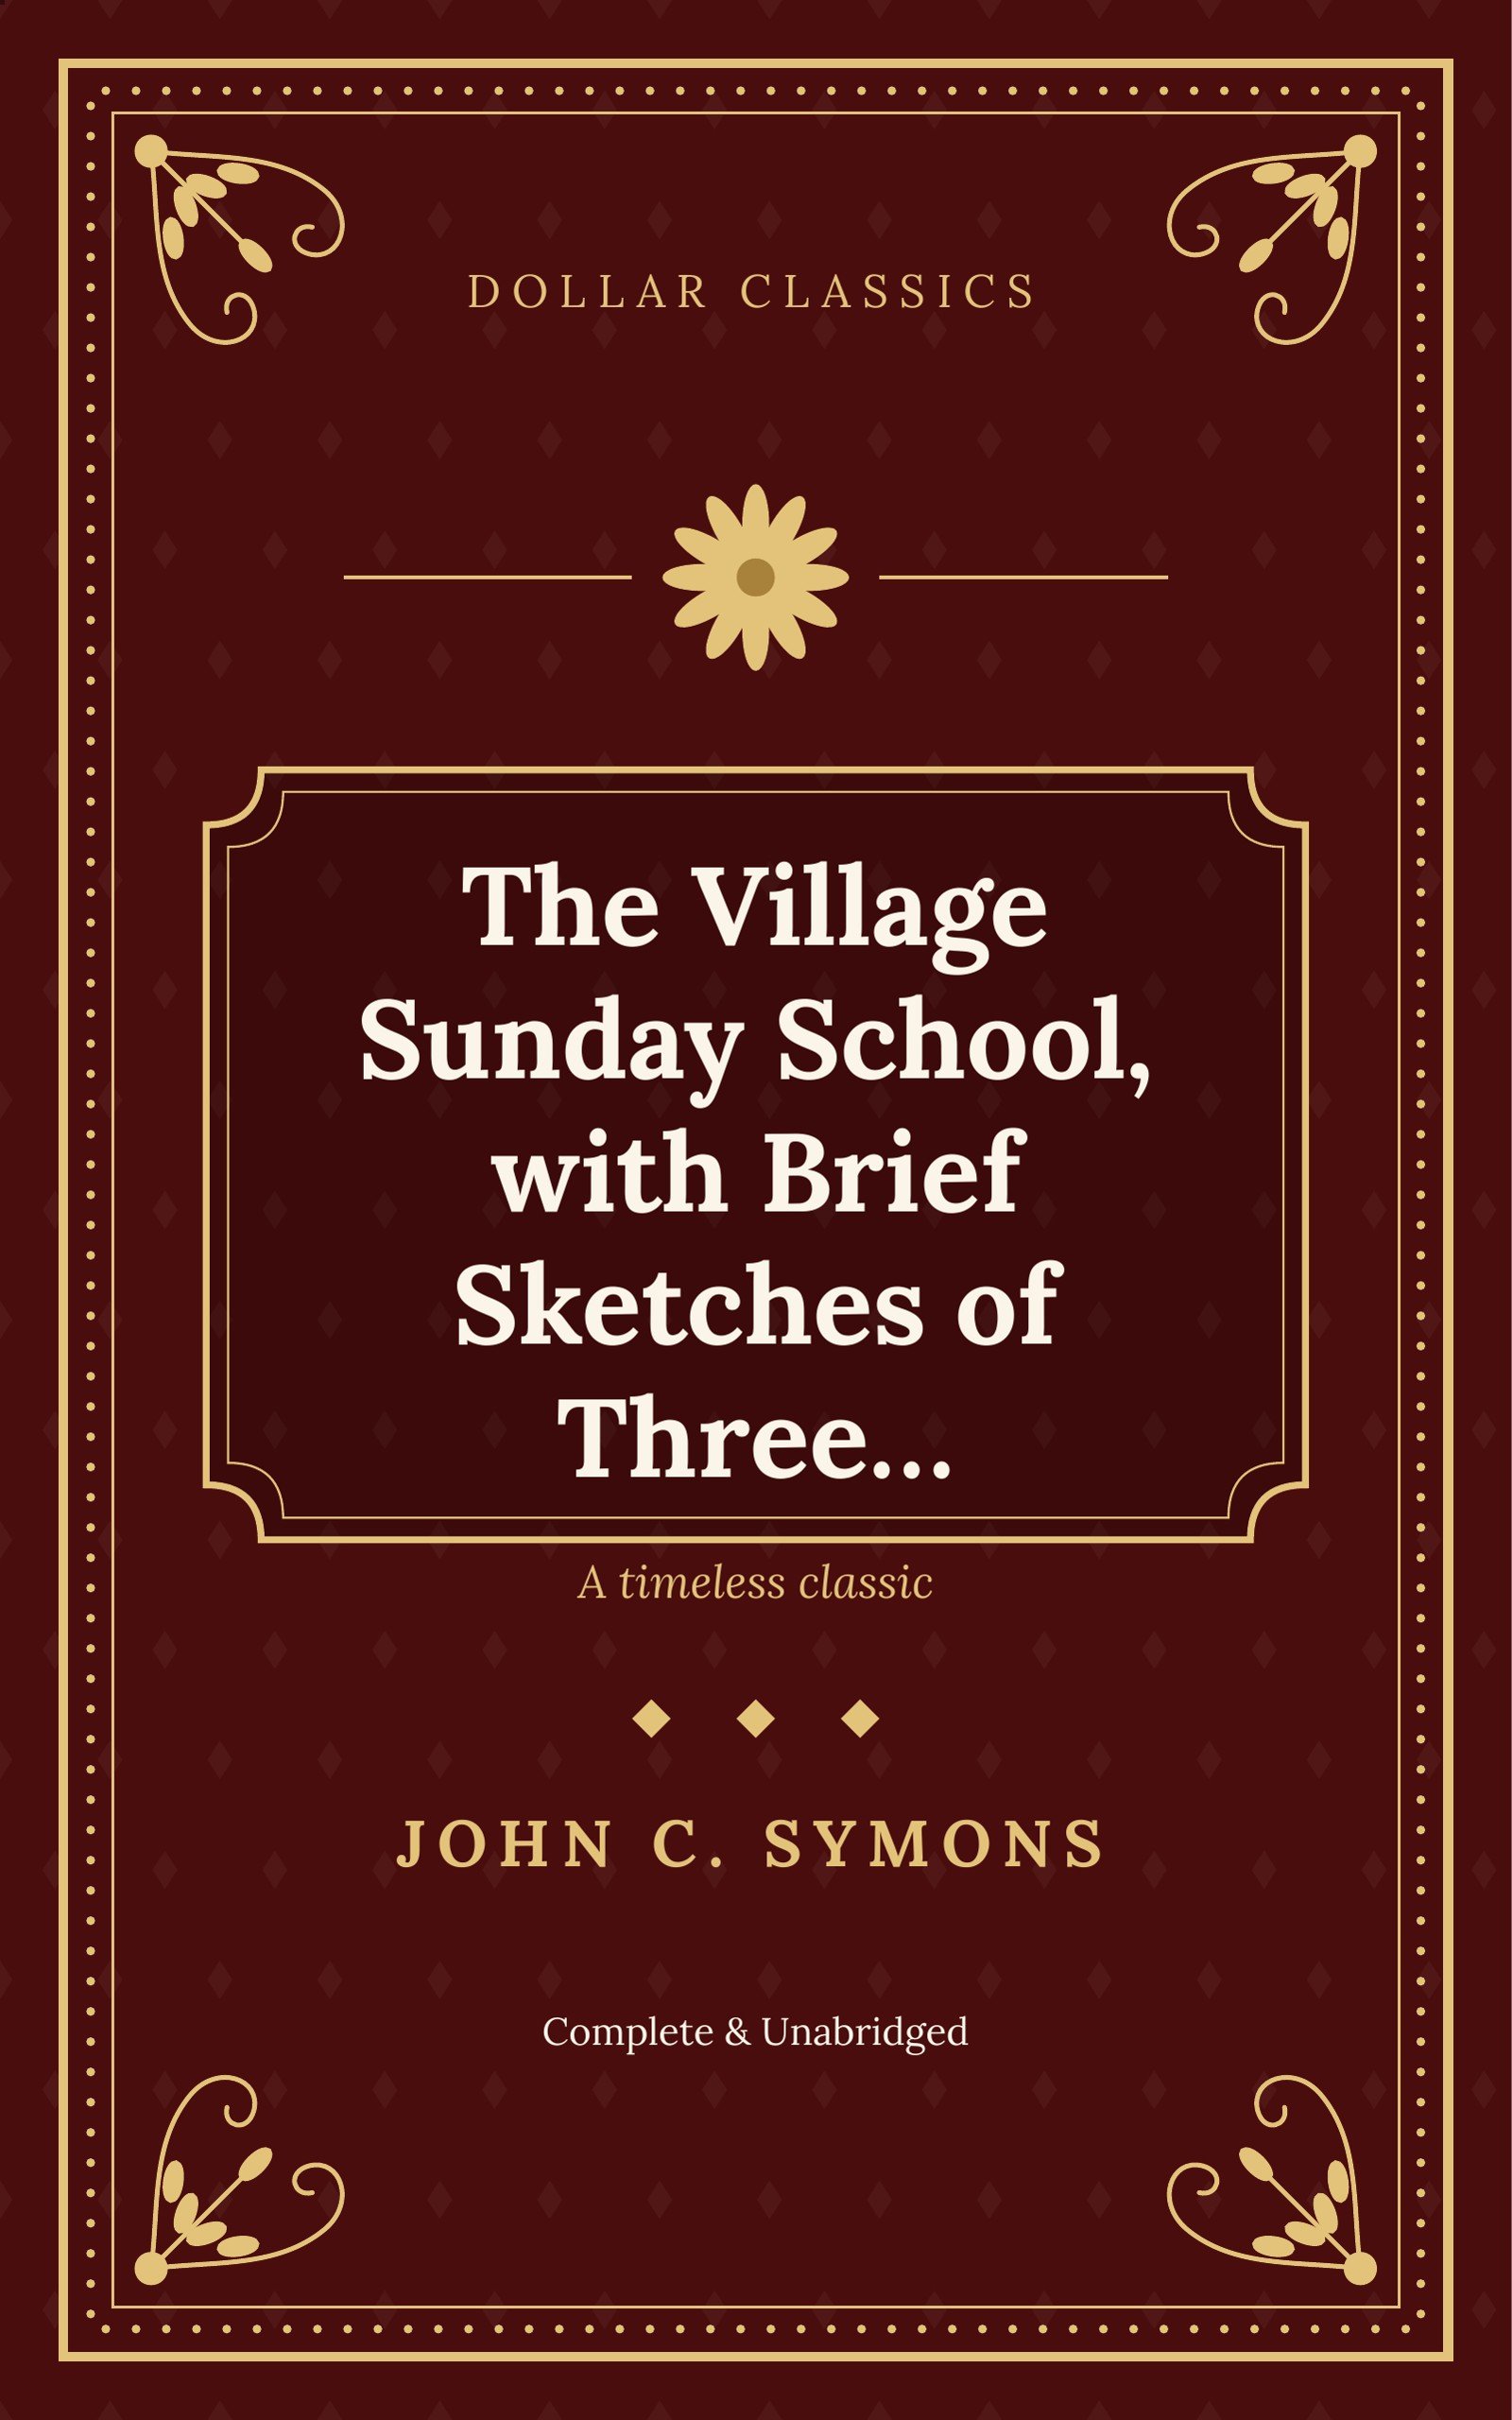 DOLLAR CLASSICS
The Village
Sunday School,
with Brief
Sketches of
Three...
A timeless classic
JOHN C. SYMONS
Complete & Unabridged